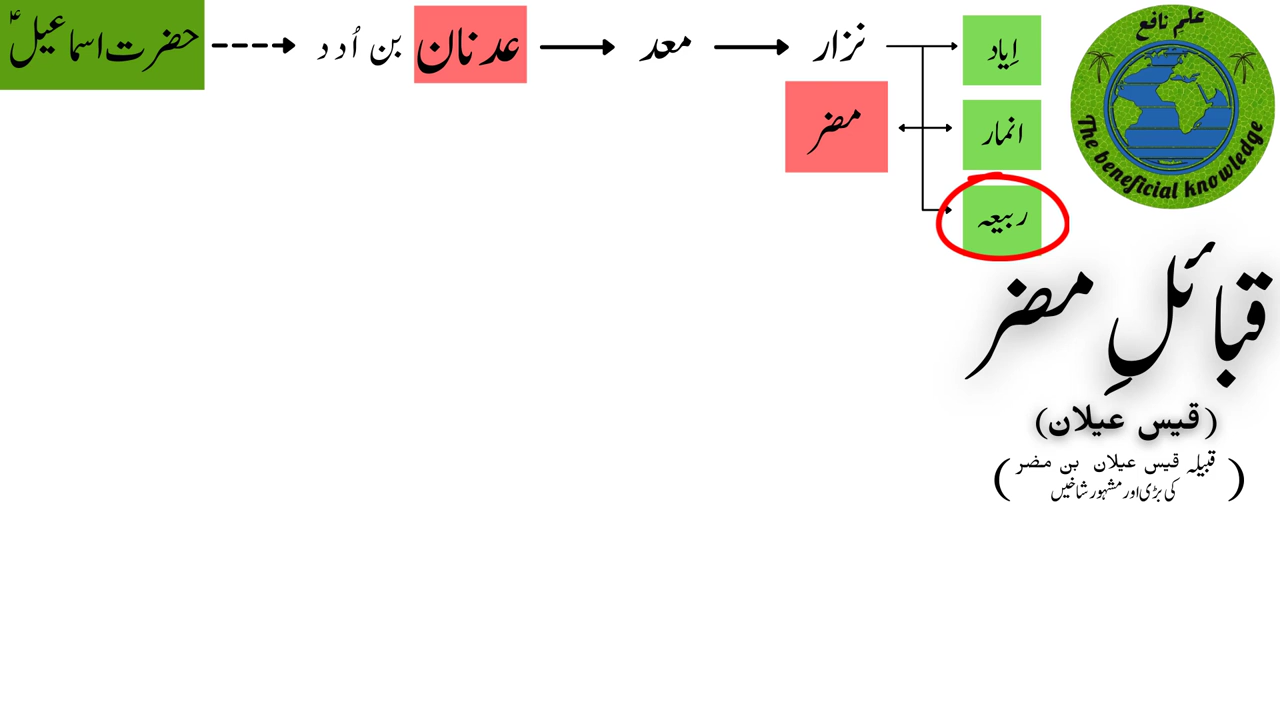 حضرت اسماعیلؑ
عدنان بن اُدد
معد
نزار
اِیاد
انمار
مضر
ربیعہ
علمِ نافع
The beneficial knowledge
قبائلِ مضر
(قیس عیلان)
(قبیلہ قیس عیلان بن مضر
کی بڑی اور مشہور شاخیں)